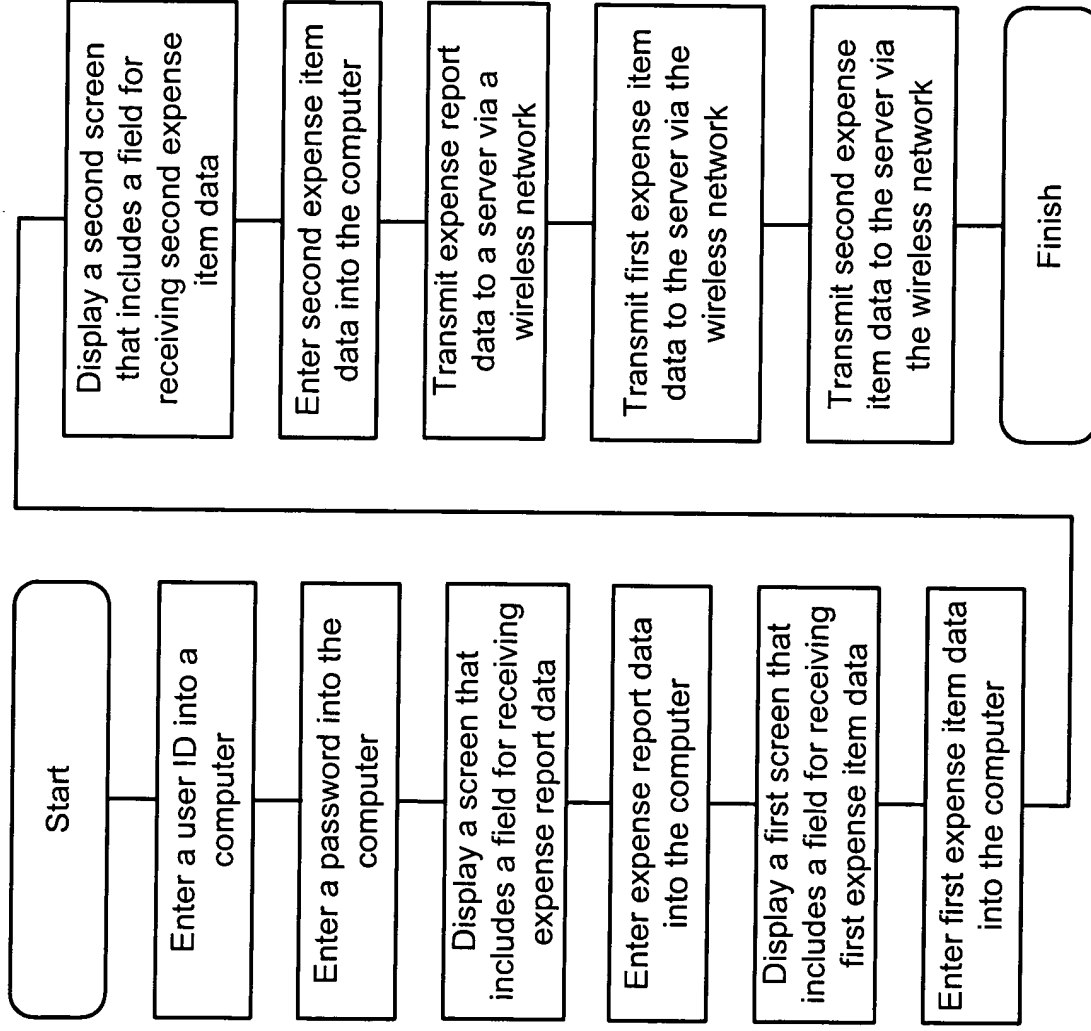 Start
Enter a user ID into a
computer
Enter a password into the
computer
Display a screen that
includes a field for receiving
expense report data
Enter expense report data
into the computer
Display a first screen that
includes a field for receiving
first expense item data
Enter first expense item data
into the computer
Display a second screen
that includes a field for
receiving second expense
item data
Enter second expense item
data into the computer
Transmit expense report
data to a server via a
wireless network
Transmit first expense item
data to the server via the
wireless network
Transmit second expense
item data to the server via
the wireless network
Finish